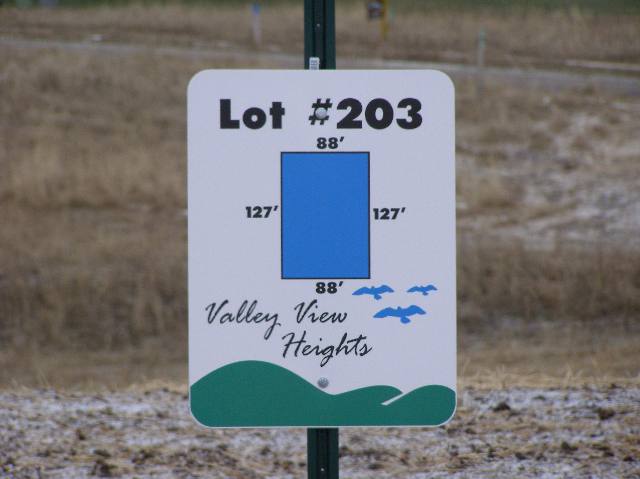 Lot #203
88'
127' 127'
88'
Valley View
Heights